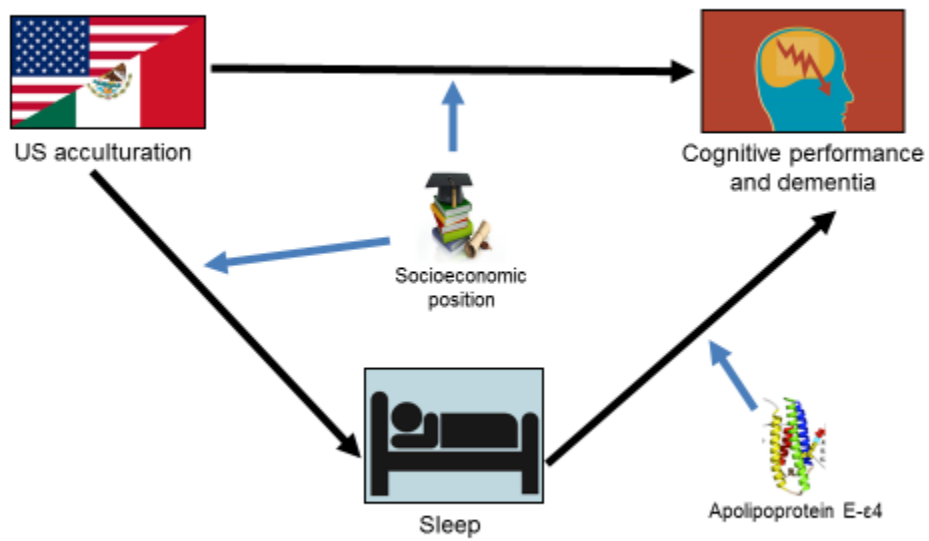 US acculturation
Cognitive performance
and dementia
Socioeconomic
position
Sleep
Apolipoprotein E-ε4